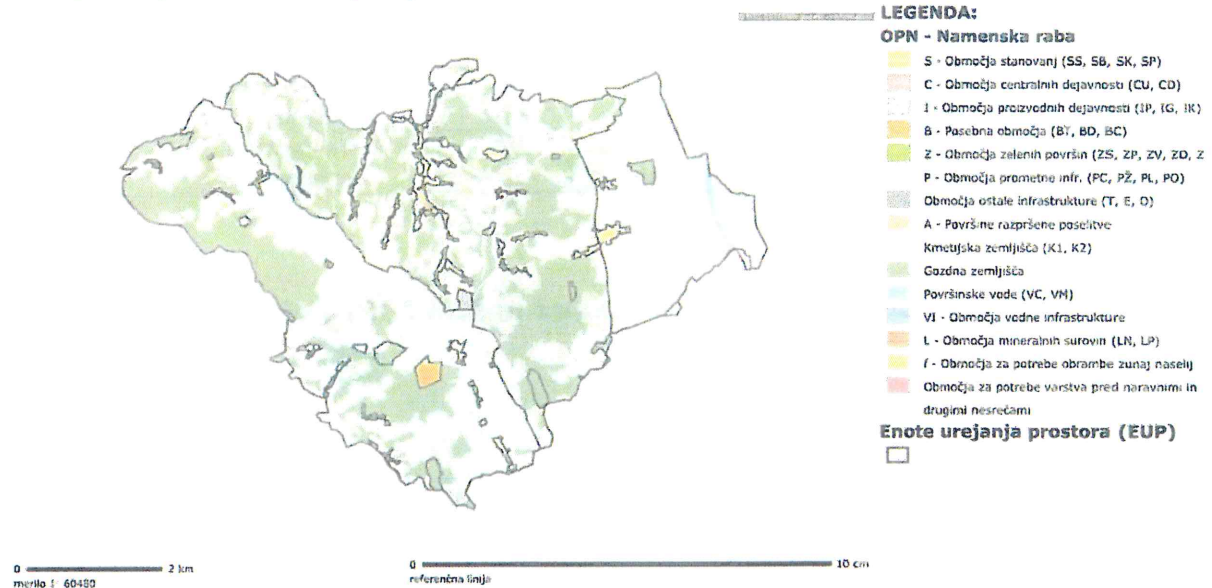 LEGENDA:
OPN - Namenska raba
S - Območja stanovanj (SS, SB, SK, SP)
C - Območja centralnih dejavnosti (CU, CD)
I - Območja proizvodnih dejavnosti (IP, IG, IK)
B - Posebna območja (BT, BD, BC)
Z - Območja zelenih površin (ZS, ZP, ZV, ZD, Z
P - Območja prometne infr. (PC, PŽ, PL, PO)
Območja ostale infrastrukture (T, E, O)
A - Površine razpršene poselitve
Kmetijska zemljišča (K1, K2)
Gozdna zemljišča
Površinske vode (VC, VM)
VI - Območja vodne infrastrukture
L - Območja mineralnih surovin (LN, LP)
f - Območja za potrebe obrambe zunaj naselij
Območja za potrebe varstva pred naravnimi in
drugimi nesrečami
Enote urejanja prostora (EUP)
0 2 km
merilo 1: 60480
0 10 cm
referenčna linija